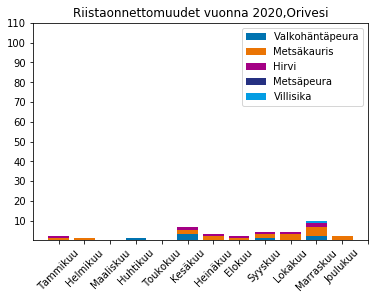 Riistaonnettomuudet vuonna 2020,Orivesi
110
100
90
80
70
60
50
40
30
20
10
Valkohäntäpeura
Metsäkauris
Hirvi
Metsäpeura
Villisika
Tammikuu
Helmikuu
Maaliskuu
Huhtikuu
Toukokuu
Kesäkuu
Heinäkuu
Elokuu
Syyskuu
Lokakuu
Marraskuu
Joulukuu